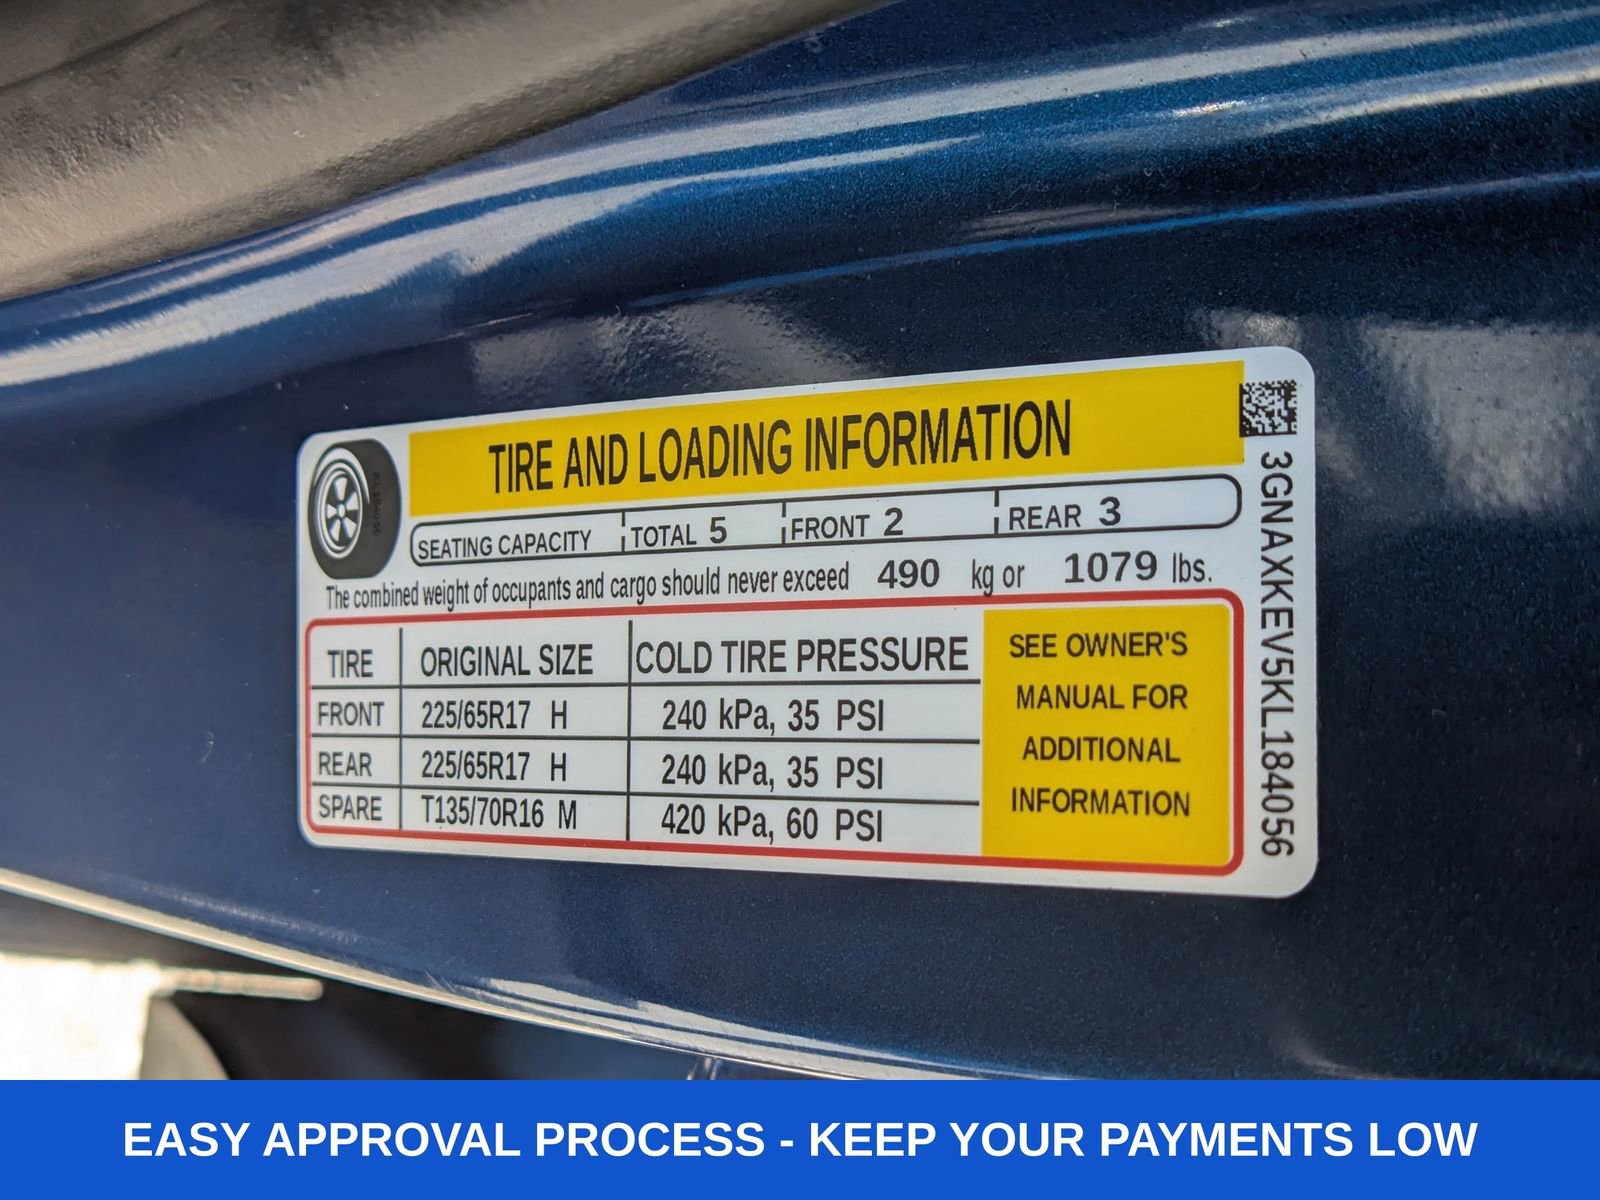 TIRE AND LOADING INFORMATION
SEATING CAPACITY TOTAL 5 FRONT 2 REAR 3
The combined weight of occupants and cargo should never exceed 490 kg or 1079 lbs.
TIRE ORIGINAL SIZE COLD TIRE PRESSURE
FRONT 225/65R17 H 240 kPa, 35 PSI
REAR 225/65R17 H 240 kPa, 35 PSI
SPARE T135/70R16 M 420 kPa, 60 PSI
SEE OWNER'S
MANUAL FOR
ADDITIONAL
INFORMATION
3GNAXKEV5KL184056
EASY APPROVAL PROCESS - KEEP YOUR PAYMENTS LOW